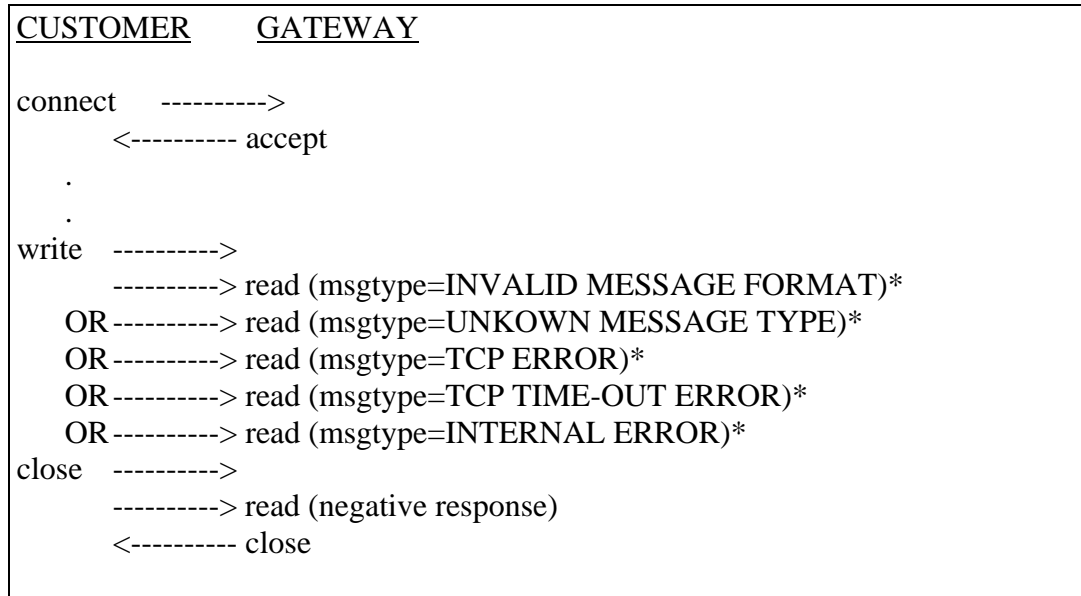 CUSTOMER GATEWAY
connect ---------->
<---------- accept
.
.
write ---------->
----------> read (msgtype=INVALID MESSAGE FORMAT)*
OR ----------> read (msgtype=UNKOWN MESSAGE TYPE)*
OR ----------> read (msgtype=TCP ERROR)*
OR ----------> read (msgtype=TCP TIME-OUT ERROR)*
OR ----------> read (msgtype=INTERNAL ERROR)*
close ---------->
----------> read (negative response)
<---------- close